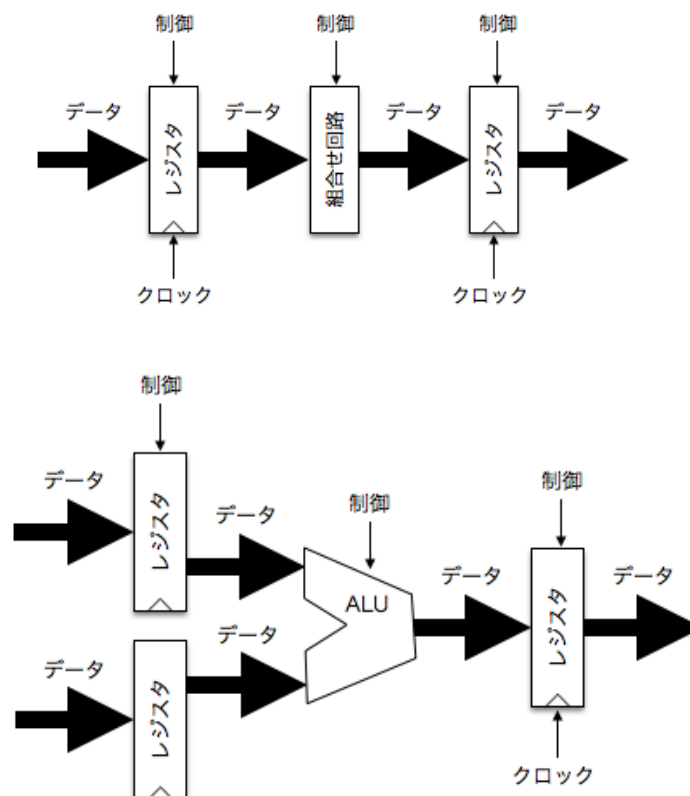 制御
制御
制御
データ
データ
データ
データ
レジスタ
組合せ回路
レジスタ
クロック
クロック
制御
データ
レジスタ
データ
制御
制御
ALU
データ
データ
レジスタ
データ
データ
レジスタ
クロック